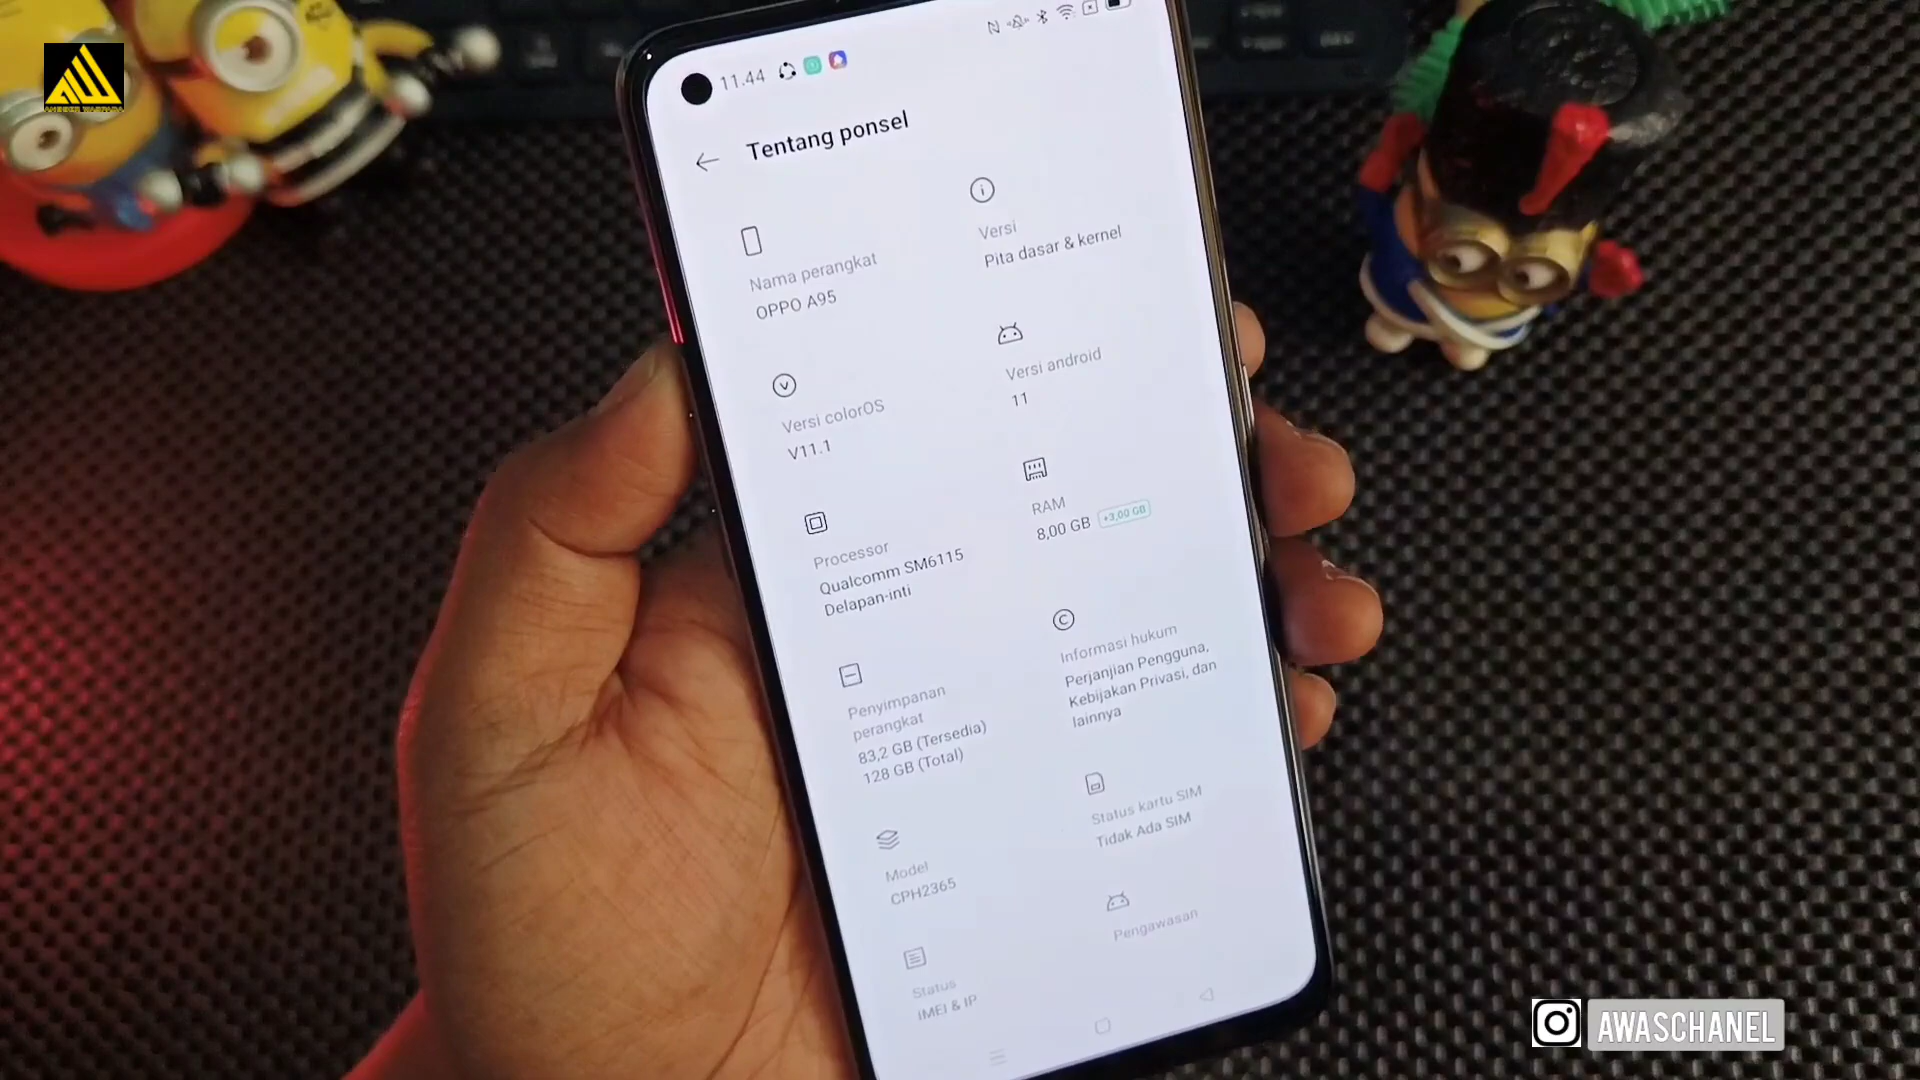 11.44
Tentang ponsel
Nama perangkat
OPPO A95
Versi
Pita dasar & kernel
Versi colorOS
V11.1
Versi android
11
Processor
Qualcomm SM6115
Delapan-inti
RAM
8,00 GB +3,00 GB
Penyimpanan
perangkat
83,2 GB (Tersedia)
128 GB (Total)
Informasi hukum
Perjanjian Pengguna,
Kebijakan Privasi, dan
lainnya
Model
CPH2365
Status kartu SIM
Tidak Ada SIM
Status
IMEI & IP
Pengawasan
AWASCHANEL